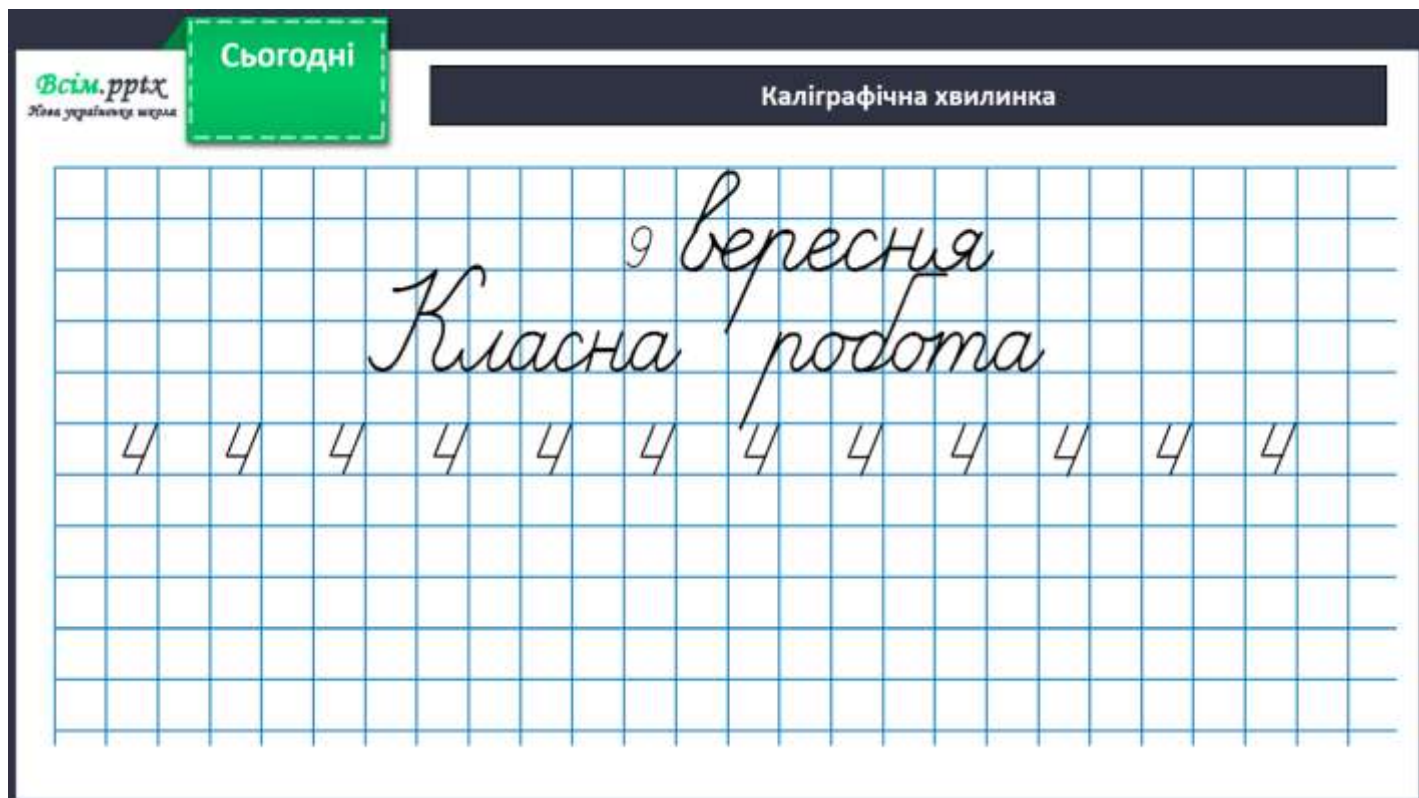 Сьогодні
Всім.pptx
Нова українська школа
Каліграфічна хвилинка
9 вересня
Класна робота
4 4 4 4 4 4 4 4 4 4 4 4